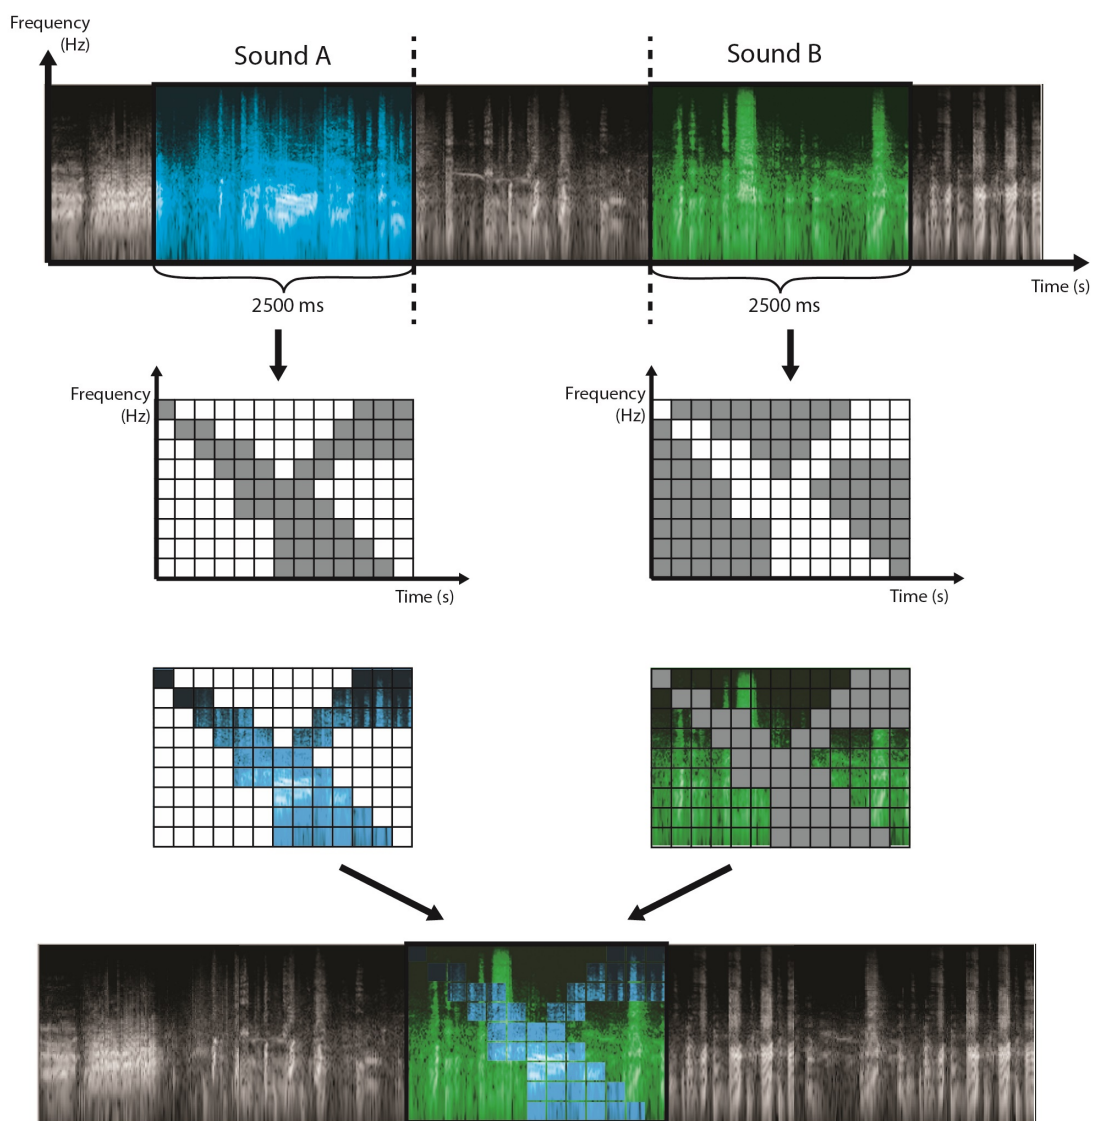 Frequency
(Hz)
Sound A
Sound B
Time (s)
2500 ms
2500 ms
Frequency
(Hz)
Frequency
(Hz)
Time (s)
Time (s)